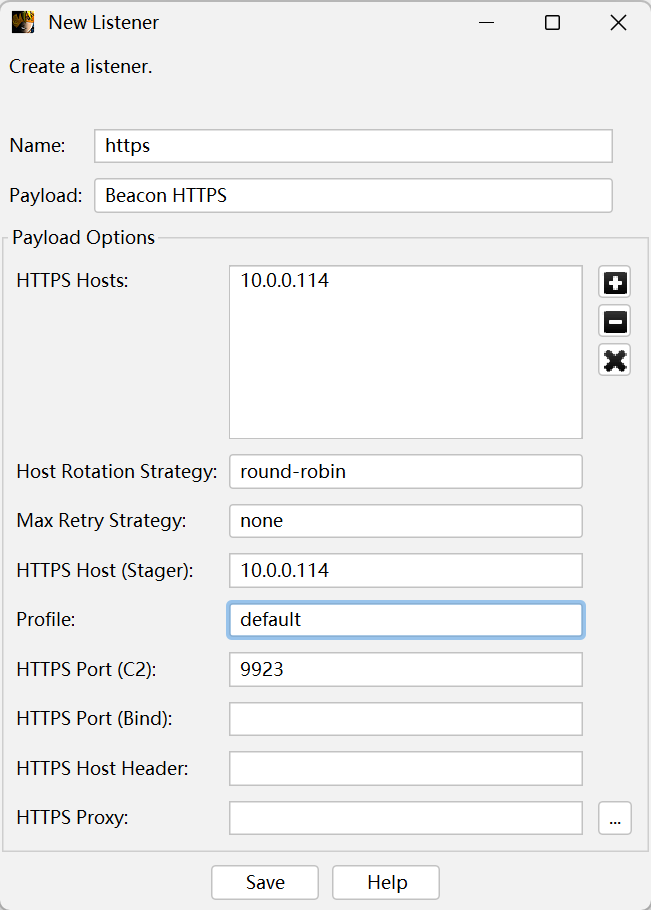 New Listener
Create a listener.
Name: https
Payload: Beacon HTTPS
Payload Options
HTTPS Hosts: 10.0.0.114
Host Rotation Strategy: round-robin
Max Retry Strategy: none
HTTPS Host (Stager): 10.0.0.114
Profile: default
HTTPS Port (C2): 9923
HTTPS Port (Bind):
HTTPS Host Header:
HTTPS Proxy: ...
Save Help